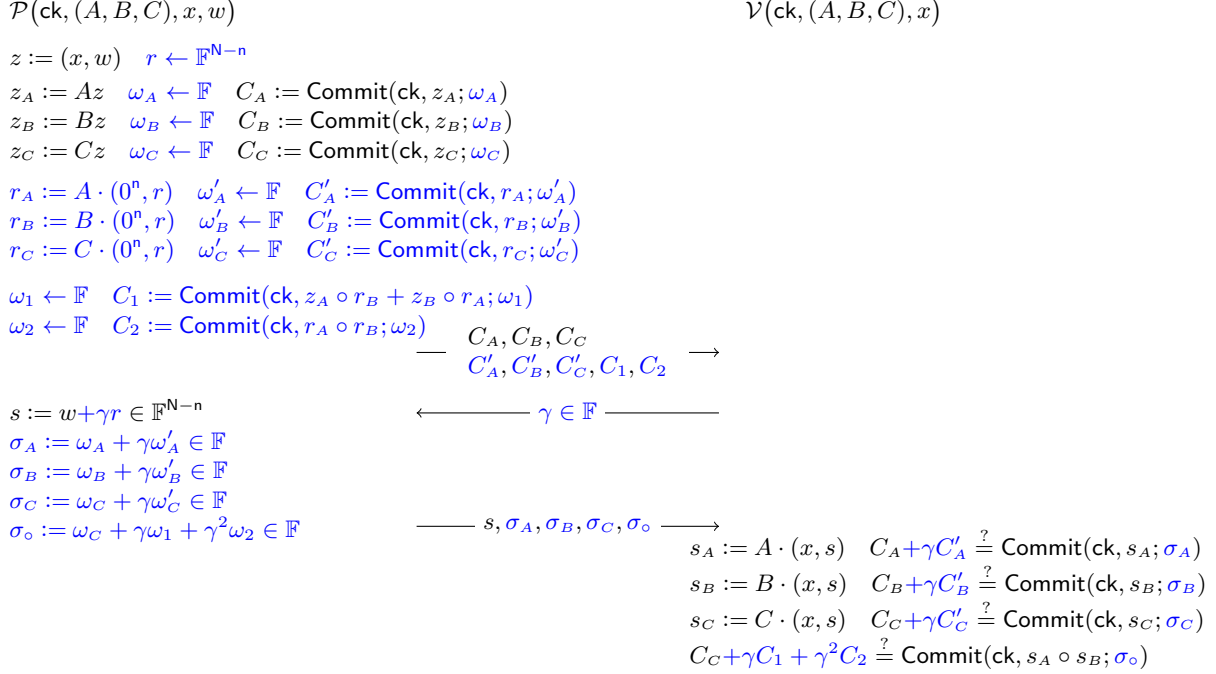 𝒫(ck, (A, B, C), x, w)
𝒱(ck, (A, B, C), x)
z := (x, w) r ← 𝔽^{N−n}
z_A := Az ω_A ← 𝔽 C_A := Commit(ck, z_A; ω_A)
z_B := Bz ω_B ← 𝔽 C_B := Commit(ck, z_B; ω_B)
z_C := Cz ω_C ← 𝔽 C_C := Commit(ck, z_C; ω_C)
r_A := A · (0^n, r) ω′_A ← 𝔽 C′_A := Commit(ck, r_A; ω′_A)
r_B := B · (0^n, r) ω′_B ← 𝔽 C′_B := Commit(ck, r_B; ω′_B)
r_C := C · (0^n, r) ω′_C ← 𝔽 C′_C := Commit(ck, r_C; ω′_C)
ω_1 ← 𝔽 C_1 := Commit(ck, z_A ∘ r_B + z_B ∘ r_A; ω_1)
ω_2 ← 𝔽 C_2 := Commit(ck, r_A ∘ r_B; ω_2)
C_A, C_B, C_C
C′_A, C′_B, C′_C, C_1, C_2
s := w+γr ∈ 𝔽^{N−n}
γ ∈ 𝔽
σ_A := ω_A + γω′_A ∈ 𝔽
σ_B := ω_B + γω′_B ∈ 𝔽
σ_C := ω_C + γω′_C ∈ 𝔽
σ_∘ := ω_C + γω_1 + γ²ω_2 ∈ 𝔽
s, σ_A, σ_B, σ_C, σ_∘
s_A := A · (x, s) C_A+γC′_A ≟ Commit(ck, s_A; σ_A)
s_B := B · (x, s) C_B+γC′_B ≟ Commit(ck, s_B; σ_B)
s_C := C · (x, s) C_C+γC′_C ≟ Commit(ck, s_C; σ_C)
C_C+γC_1 + γ²C_2 ≟ Commit(ck, s_A ∘ s_B; σ_∘)